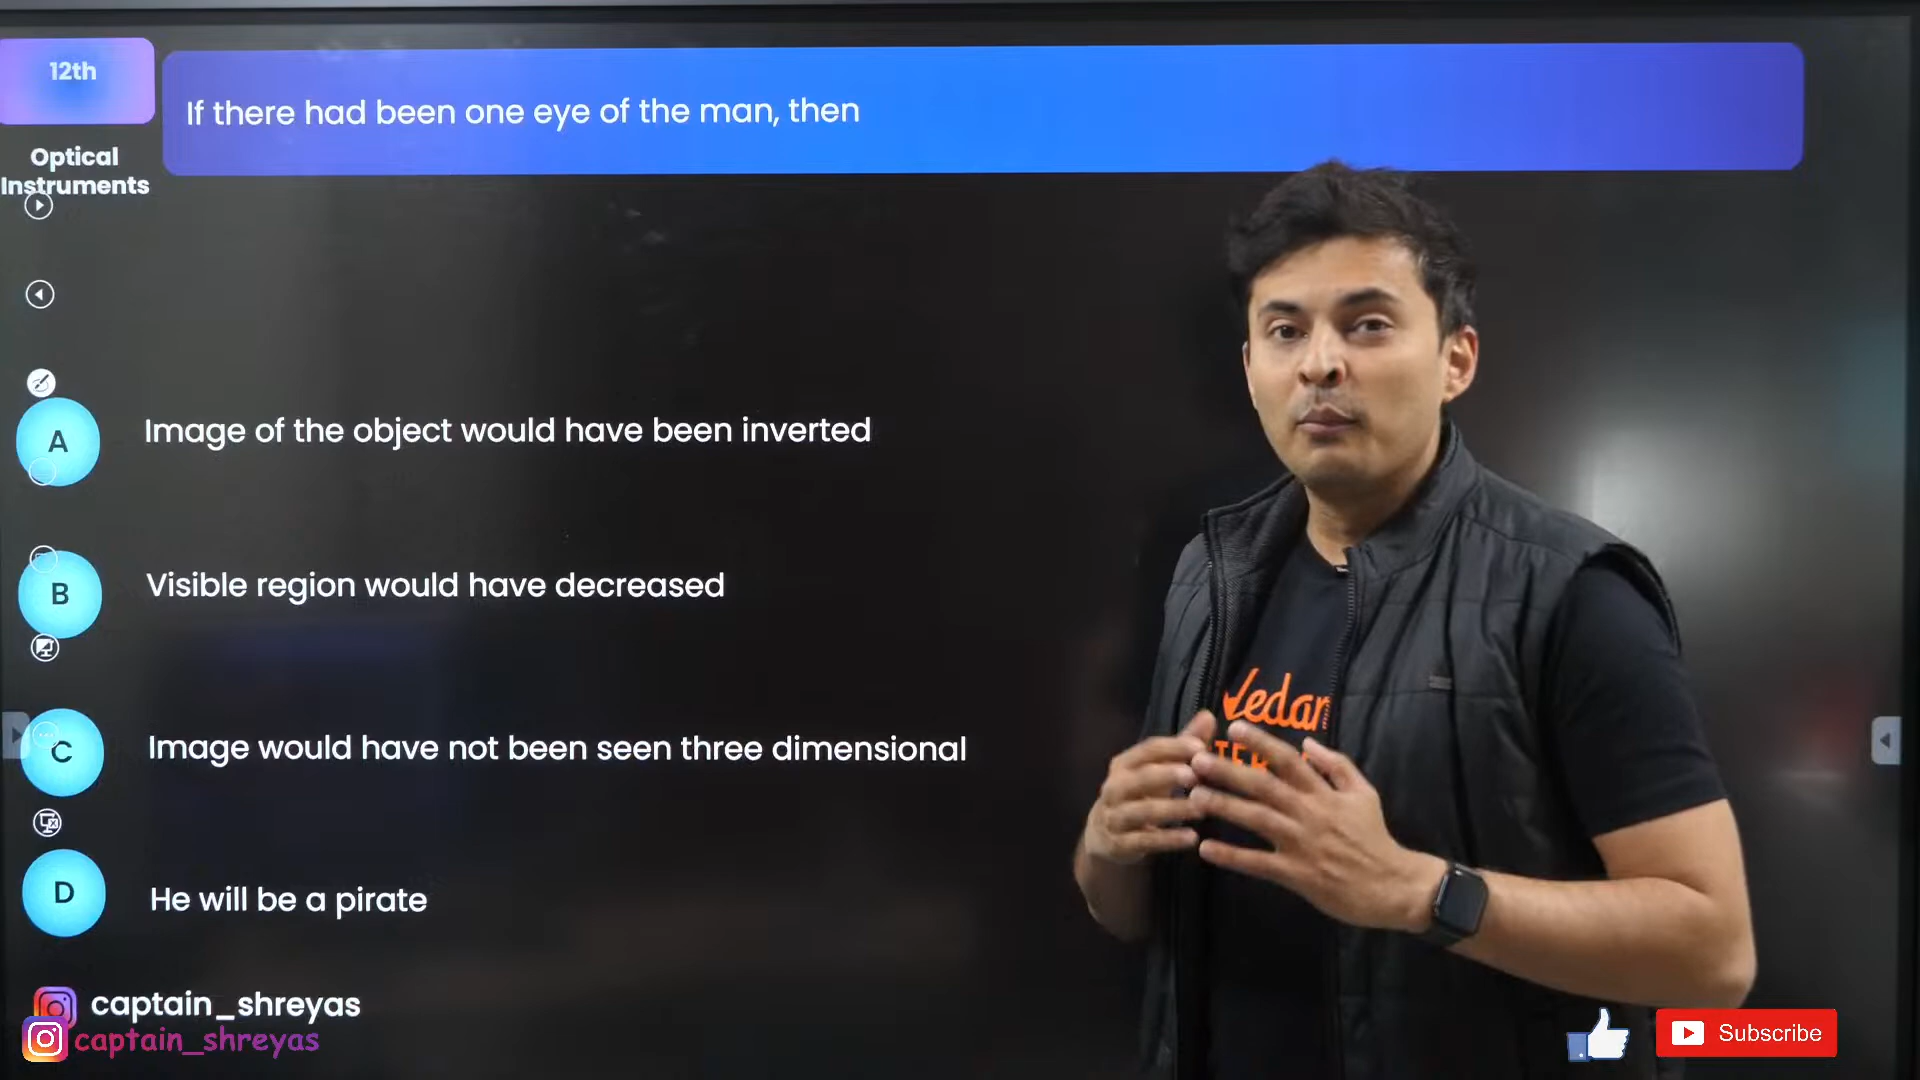 12th
If there had been one eye of the man, then
Optical
Instruments
A
Image of the object would have been inverted
B
Visible region would have decreased
C
Image would have not been seen three dimensional
D
He will be a pirate
captain_shreyas
captain_shreyas
Subscribe